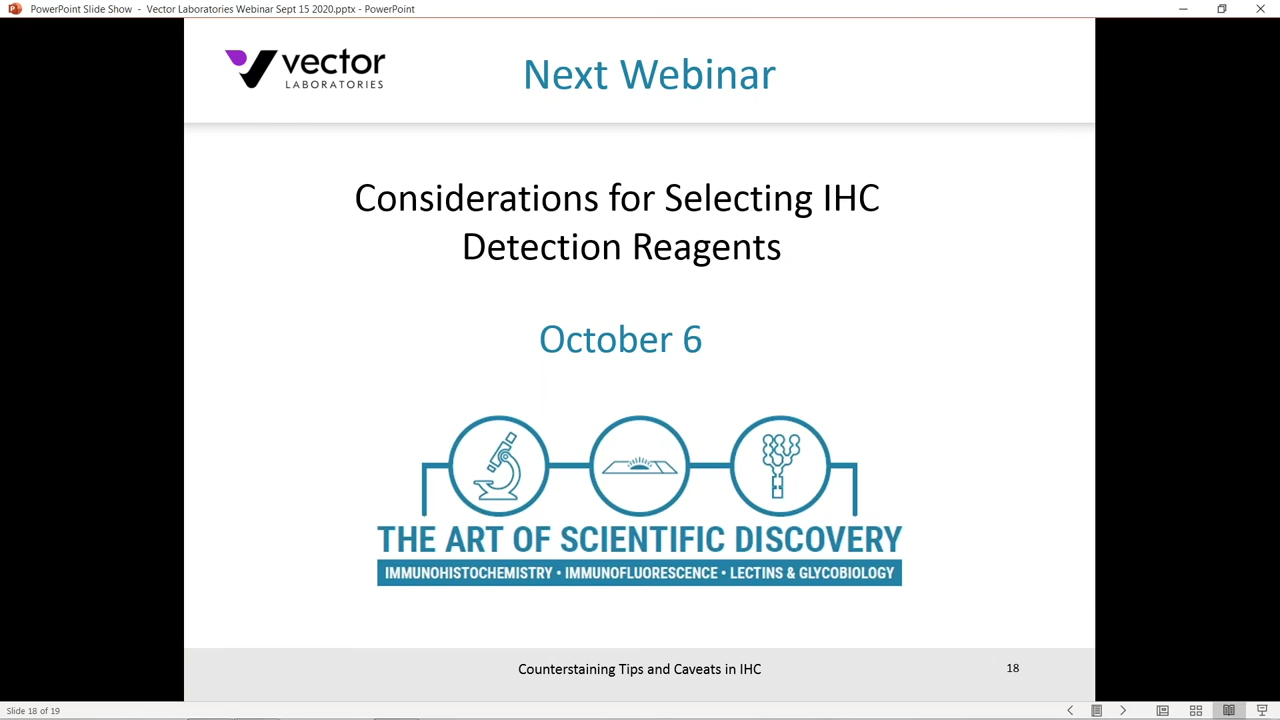 PowerPoint Slide Show - Vector Laboratories Webinar Sept 15 2020.pptx - PowerPoint
vector
LABORATORIES
Next Webinar
Considerations for Selecting IHC
Detection Reagents
October 6
THE ART OF SCIENTIFIC DISCOVERY
IMMUNOHISTOCHEMISTRY • IMMUNOFLUORESCENCE • LECTINS & GLYCOBIOLOGY
Counterstaining Tips and Caveats in IHC
18
Slide 18 of 19